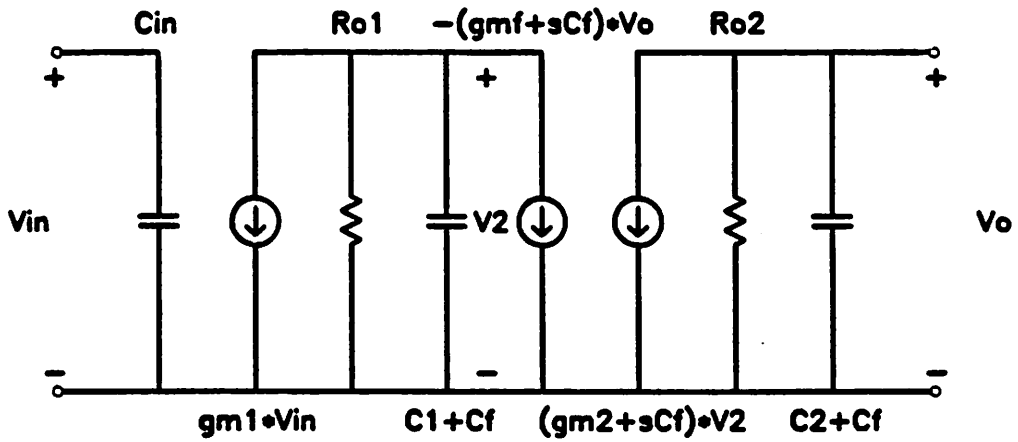 Cin Ro1 -(gmf+sCf)*Vo Ro2
+ + +
Vin V2 Vo
- - -
gm1*Vin C1+Cf (gm2+sCf)*V2 C2+Cf